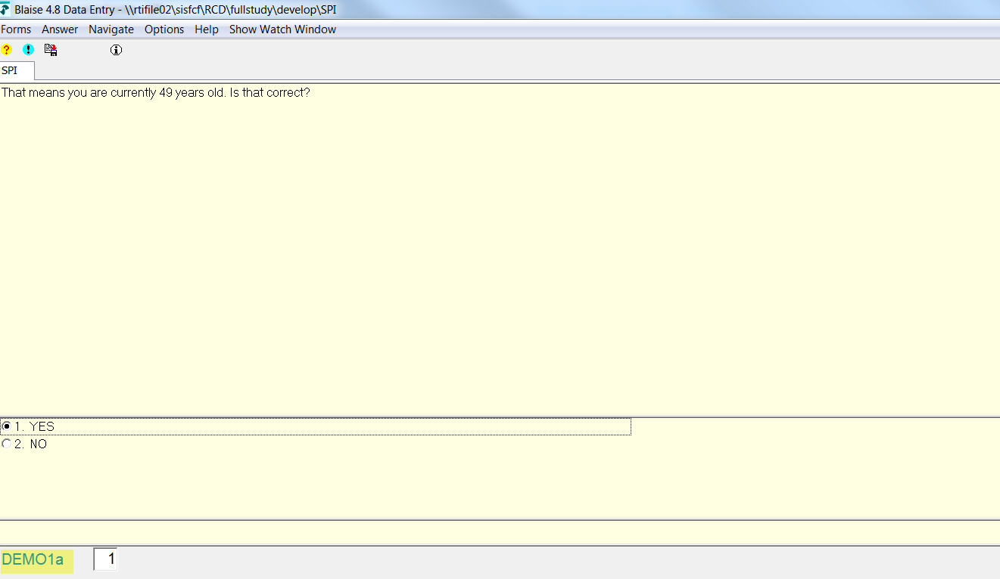 Blaise 4.8 Data Entry - \\rtifile02\sisfcf\RCD\fullstudy\develop\SPI
Forms Answer Navigate Options Help Show Watch Window
SPI
That means you are currently 49 years old. Is that correct?
1. YES
2. NO
DEMO1a 1